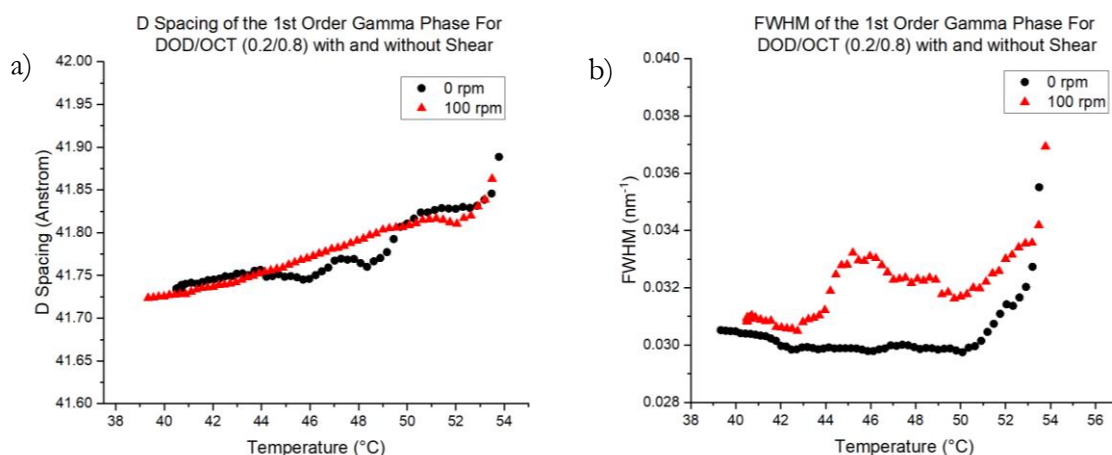 a)
D Spacing of the 1st Order Gamma Phase For
DOD/OCT (0.2/0.8) with and without Shear
42.00
41.95
41.90
41.85
41.80
41.75
41.70
41.65
41.60
D Spacing (Anstrom)
0 rpm
100 rpm
38 40 42 44 46 48 50 52 54
Temperature (°C)
b)
FWHM of the 1st Order Gamma Phase For
DOD/OCT (0.2/0.8) with and without Shear
0.040
0.038
0.036
0.034
0.032
0.030
0.028
FWHM (nm⁻¹)
0 rpm
100 rpm
38 40 42 44 46 48 50 52 54 56
Temperature (°C)